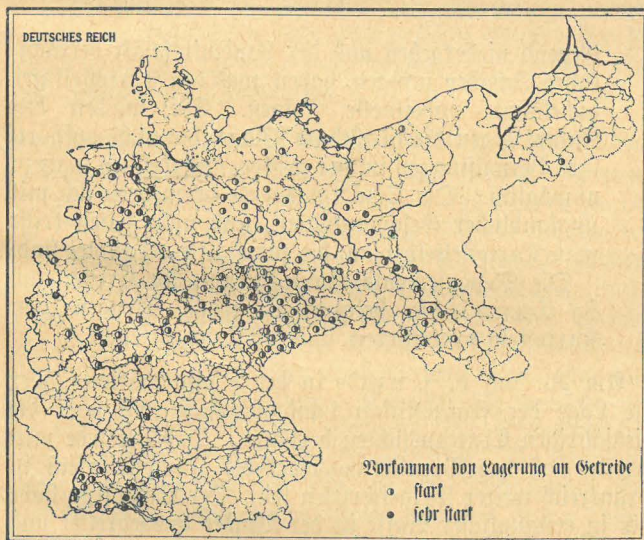 DEUTSCHES REICH
Vorkommen von Lagerung an Getreide
stark
sehr stark